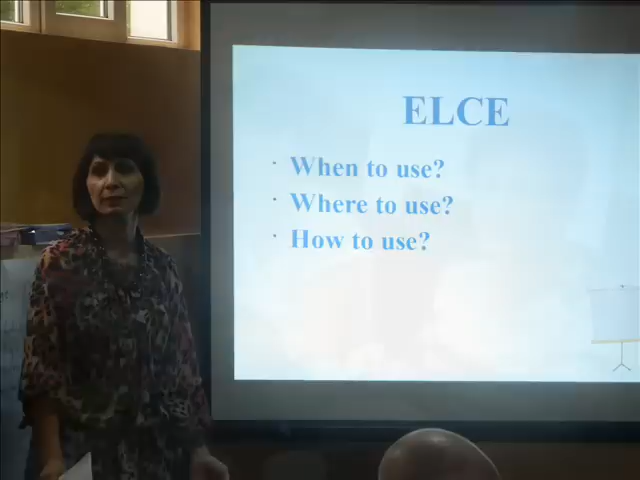 ELCE
· When to use?
· Where to use?
· How to use?